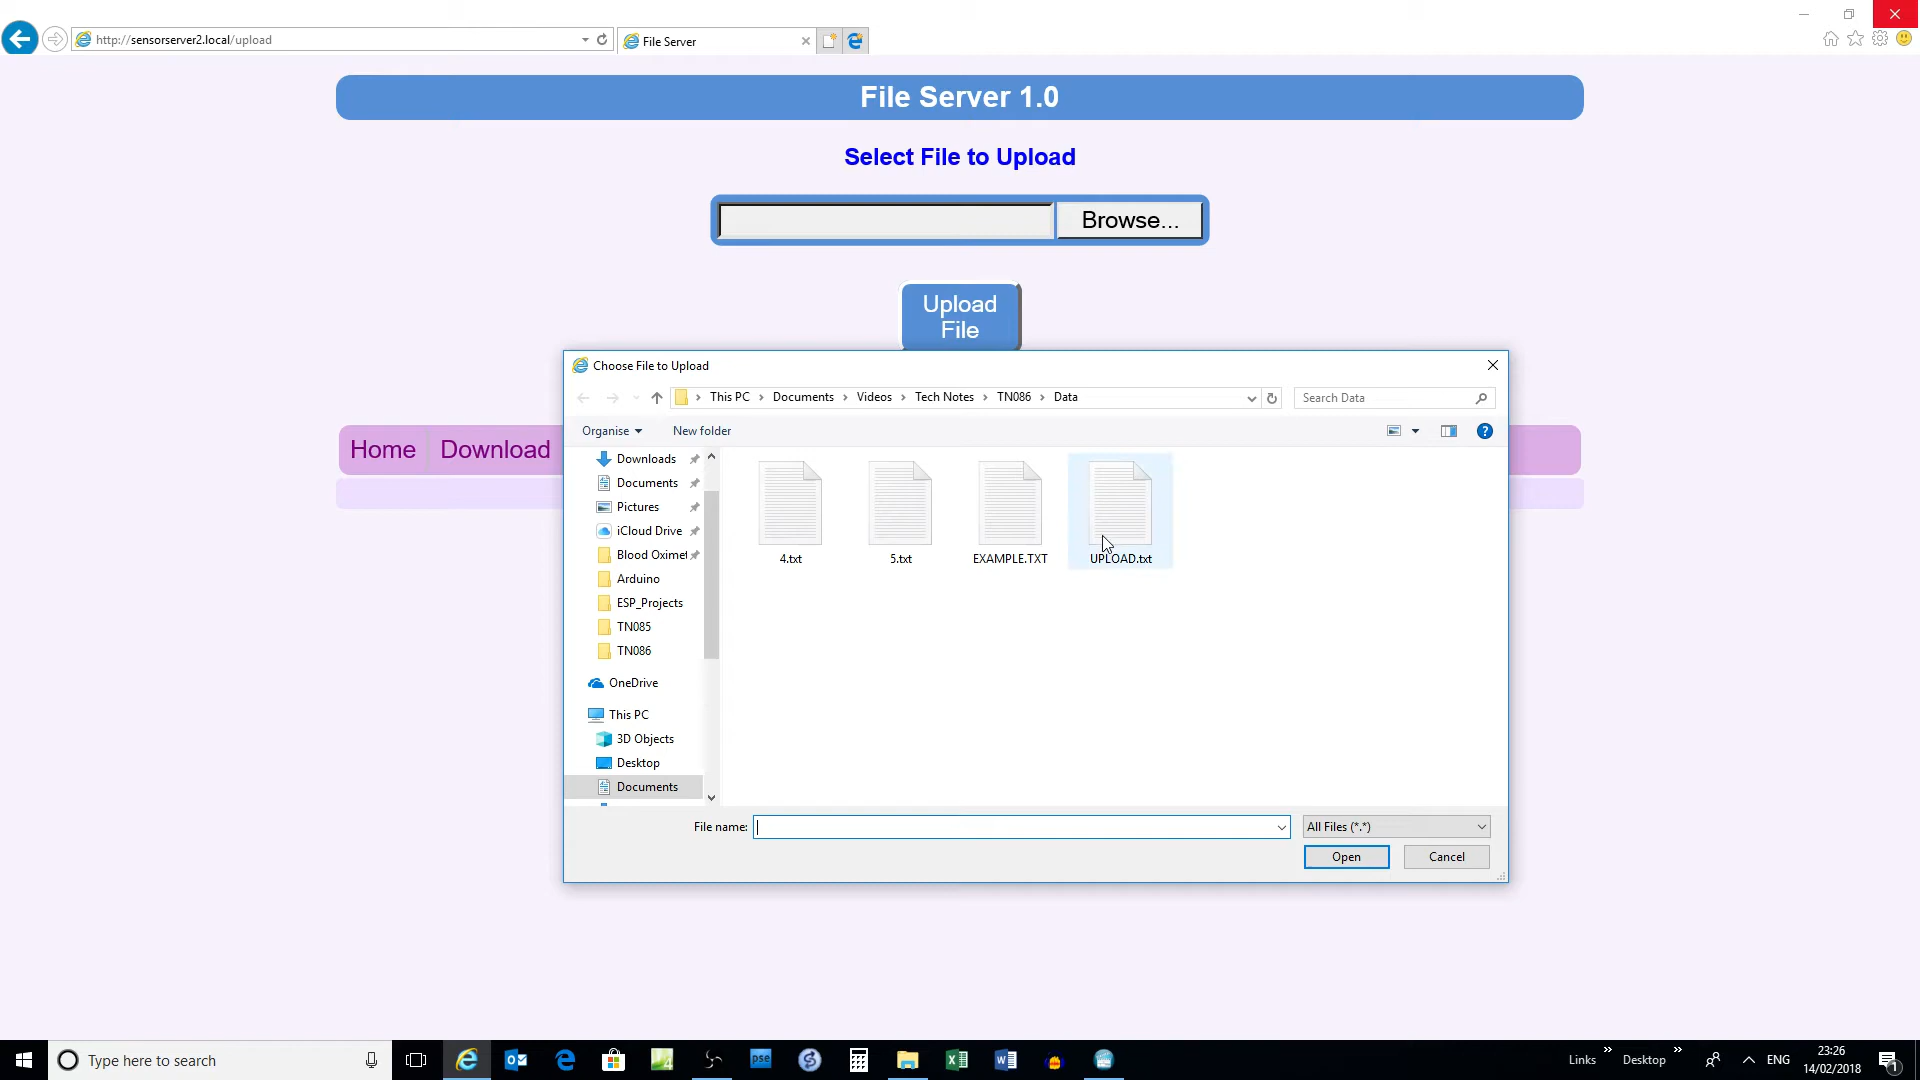 http://sensorserver2.local/upload
File Server
File Server 1.0
Select File to Upload
Browse...
Upload
File
Home
Download
Choose File to Upload
This PC
Documents
Videos
Tech Notes
TN086
Data
Search Data
Organise
New folder
Downloads
Documents
Pictures
iCloud Drive
Blood Oximet
Arduino
ESP_Projects
TN085
TN086
OneDrive
This PC
3D Objects
Desktop
Documents
4.txt
5.txt
EXAMPLE.TXT
UPLOAD.txt
File name:
All Files (*.*)
Open
Cancel
Type here to search
pse
Links
Desktop
ENG
23:26
14/02/2018
1